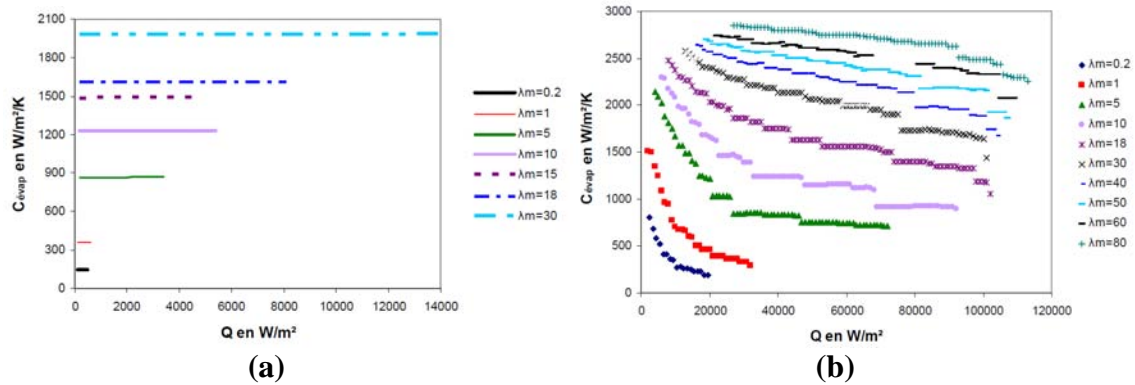 2100
1800
1500
1200
900
600
300
0
Cévap en W/m²/K
0 2000 4000 6000 8000 10000 12000 14000
Q en W/m²
λm=0.2
λm=1
λm=5
λm=10
λm=15
λm=18
λm=30
(a)
3000
2500
2000
1500
1000
500
0
Cévap en W/m²/K
0 20000 40000 60000 80000 100000 120000
Q en W/m²
λm=0.2
λm=1
λm=5
λm=10
λm=18
λm=30
λm=40
λm=50
λm=60
λm=80
(b)